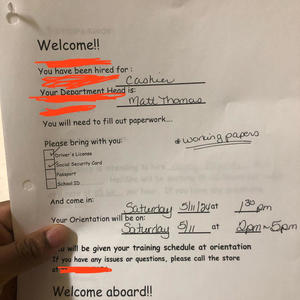 Welcome!!
You have been hired for :
Cashier
Your Department Head is:
Matt Thomas
You will need to fill out paperwork...
Please bring with you:
*working papers
✓ Driver's License
✓ Social Security Card
Passport
School ID
And come in:
Saturday 5/11/24 at 1:30 pm
Your Orientation will be on:
Saturday 5/11 at 2pm~5pm
will be given your training schedule at orientation
If you have any issues or questions, please call the store
at
Welcome aboard!!